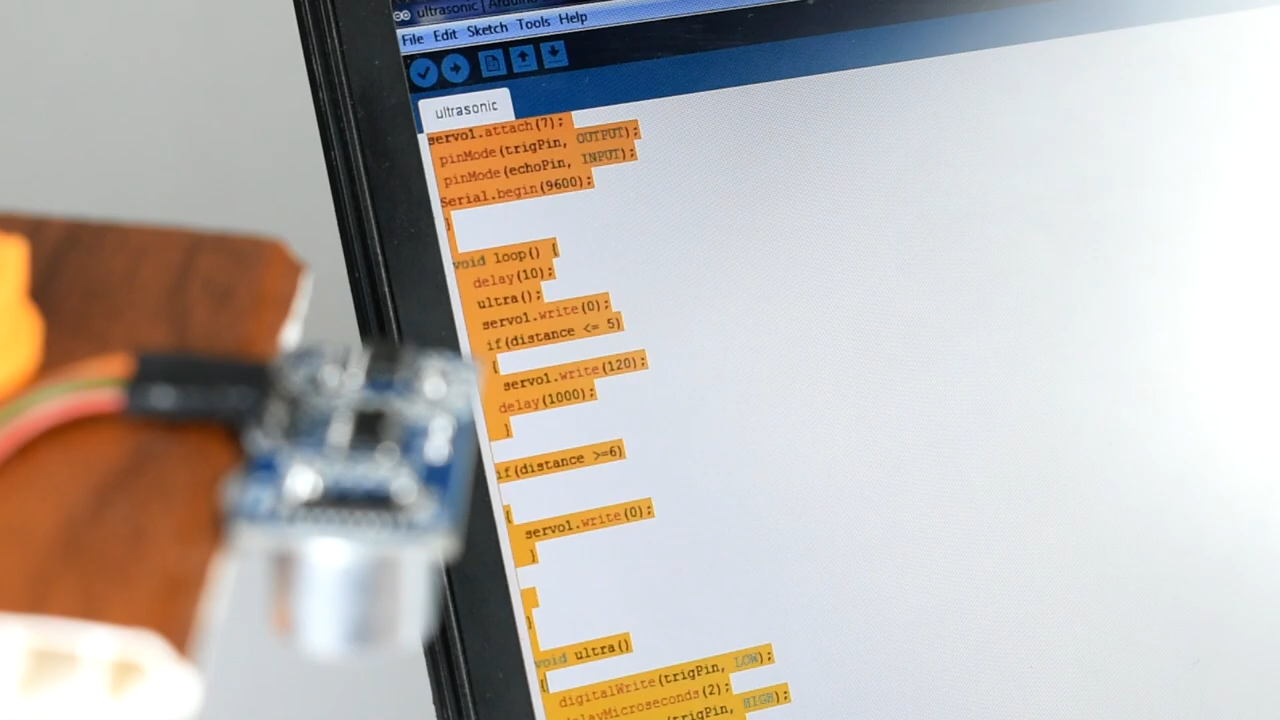 ultrasonic | Arduino
File Edit Sketch Tools Help
ultrasonic
servo1.attach(7);
pinMode(trigPin, OUTPUT);
pinMode(echoPin, INPUT);
Serial.begin(9600);
}
void loop() {
delay(10);
ultra();
servo1.write(0);
if(distance <= 5)
{
servo1.write(120);
delay(1000);
}
if(distance >=6)
{
servo1.write(0);
}
}
void ultra()
{
digitalWrite(trigPin, LOW);
delayMicroseconds(2);
(trigPin, HIGH);